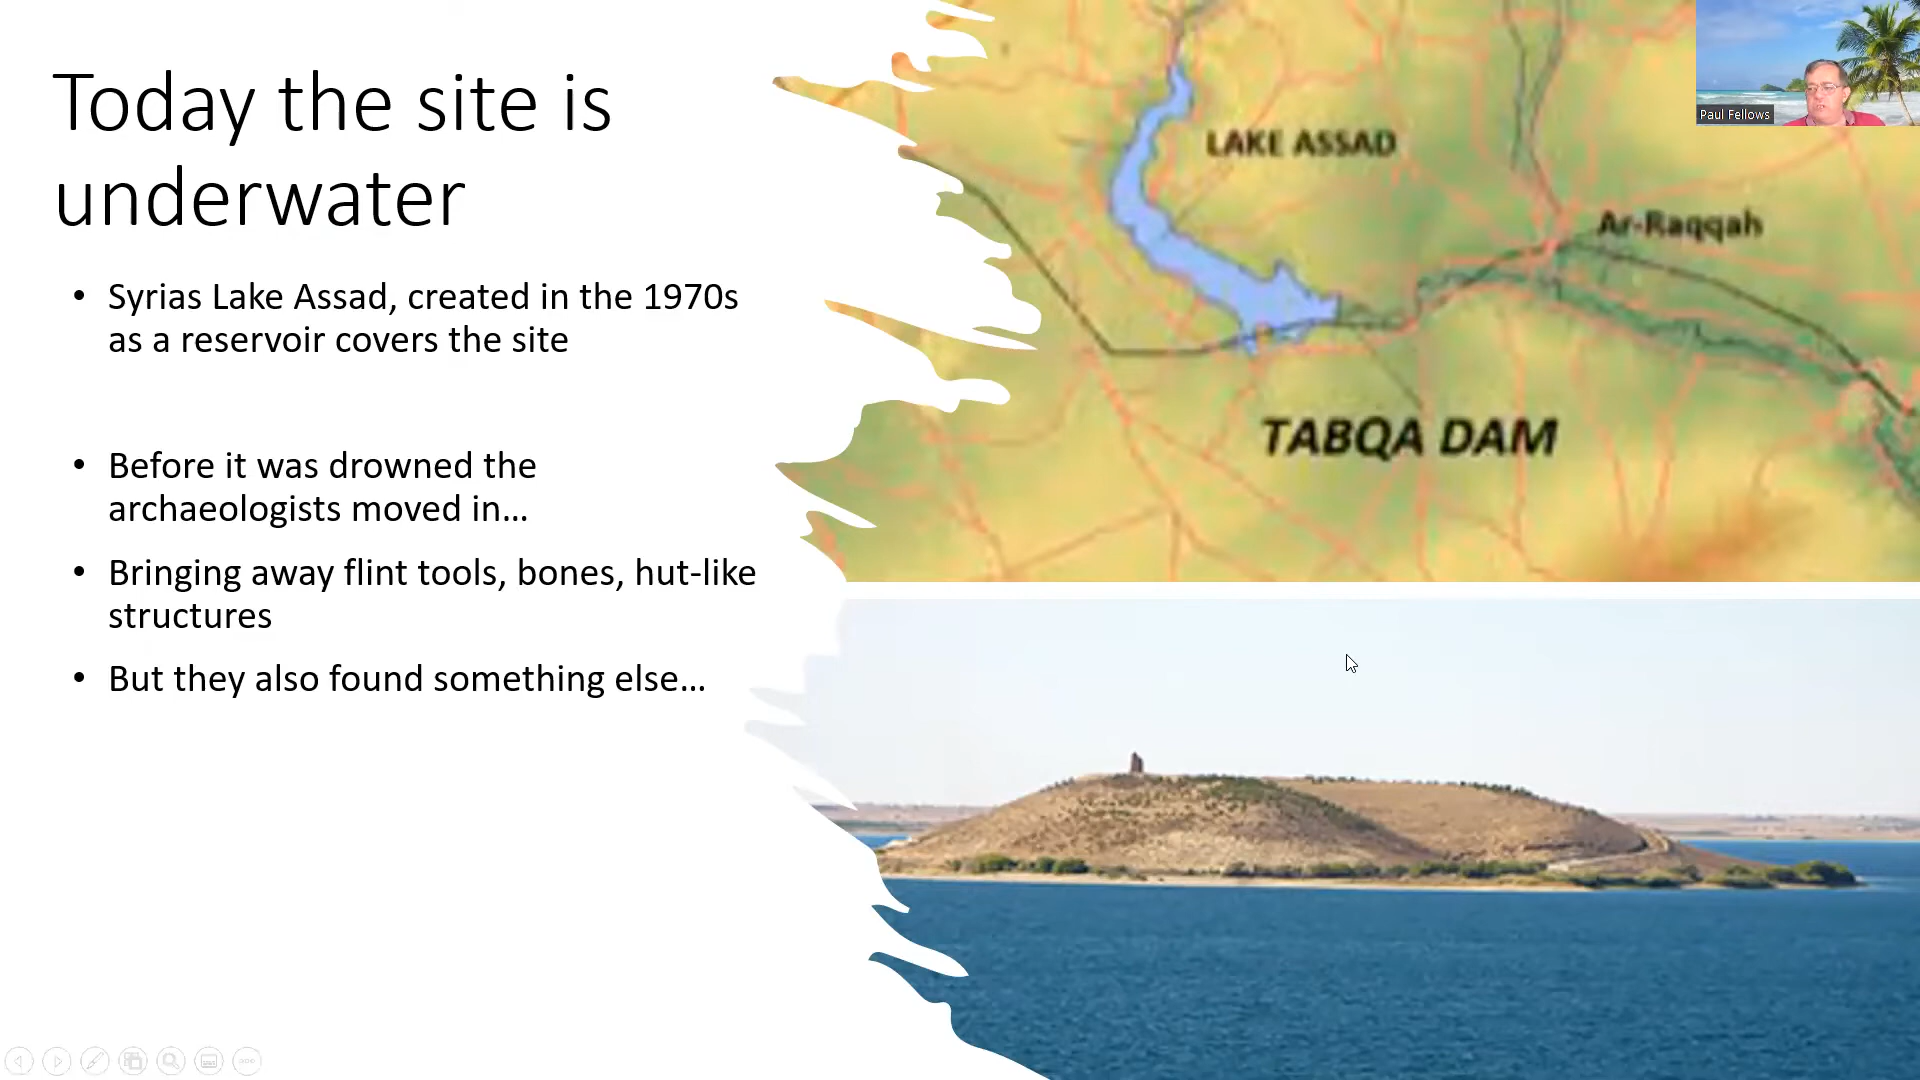 Today the site is
underwater
• Syrias Lake Assad, created in the 1970s
as a reservoir covers the site
• Before it was drowned the
archaeologists moved in...
• Bringing away flint tools, bones, hut-like
structures
• But they also found something else...
LAKE ASSAD
Ar-Raqqah
TABQA DAM
Paul Fellows